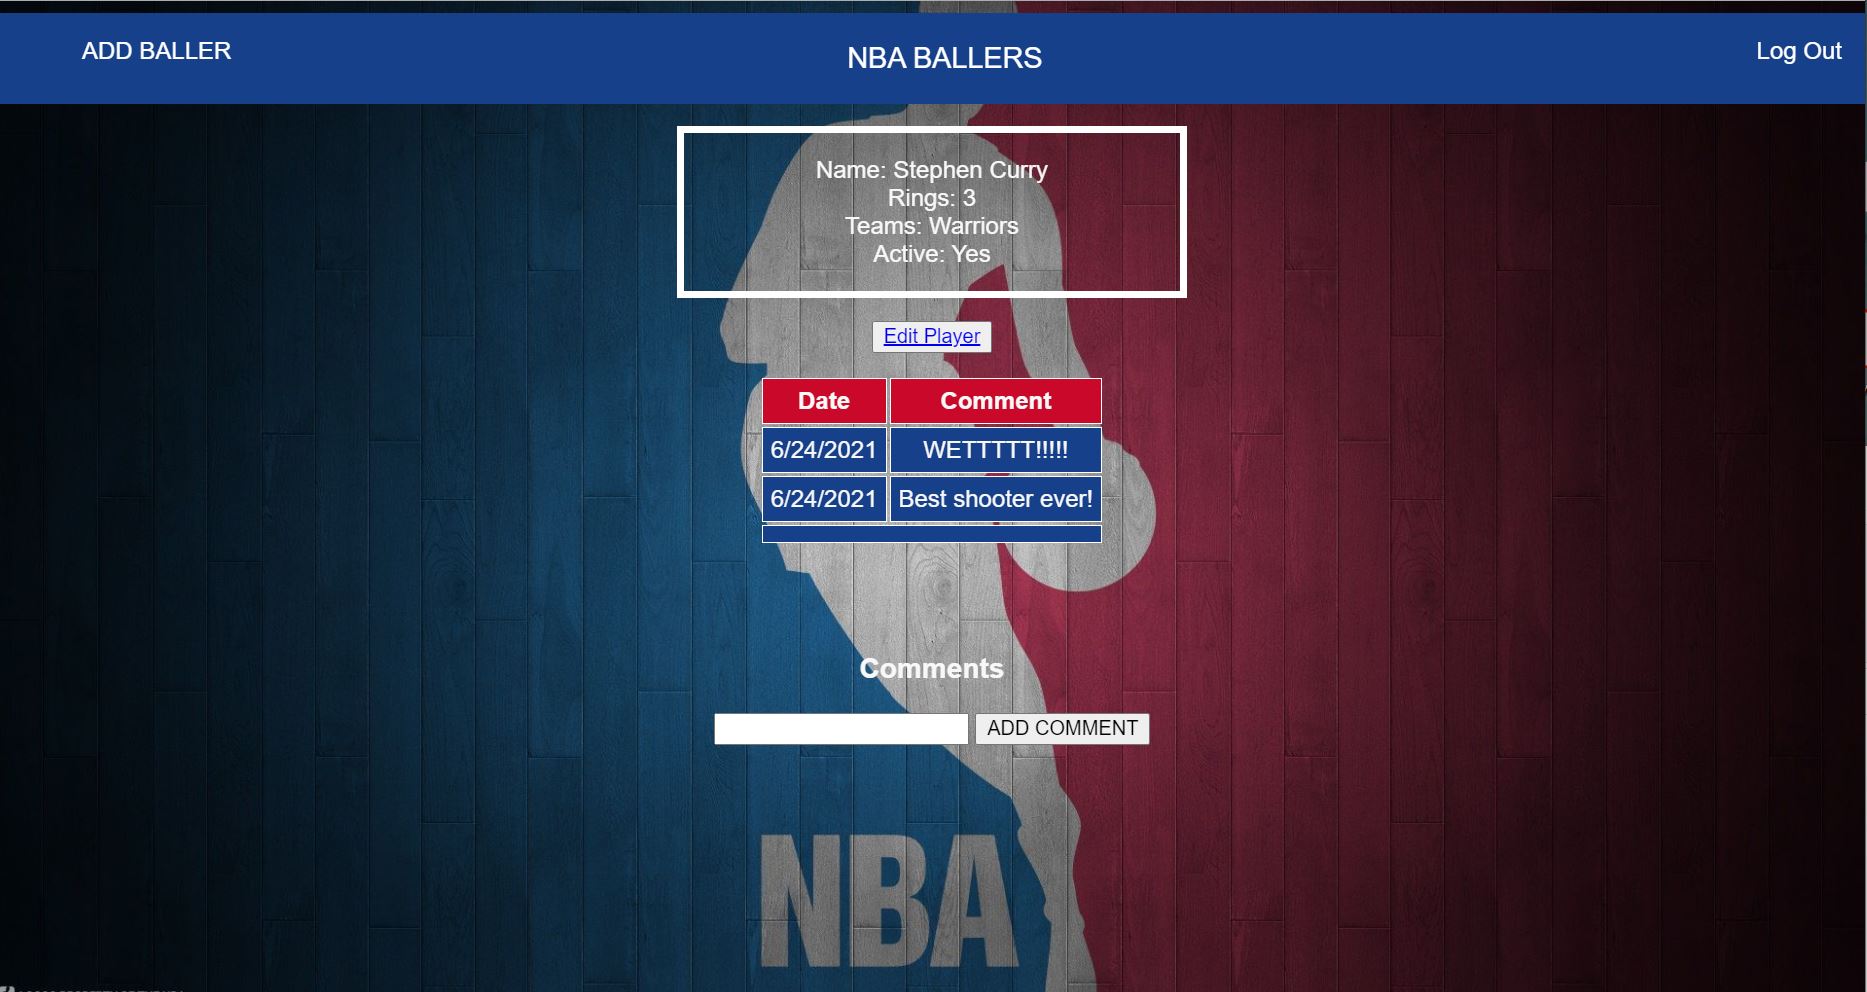 ADD BALLER
NBA BALLERS
Log Out
Name: Stephen Curry
Rings: 3
Teams: Warriors
Active: Yes
Edit Player
Date Comment
6/24/2021 WETTTTT!!!!!
6/24/2021 Best shooter ever!
Comments
ADD COMMENT
NBA